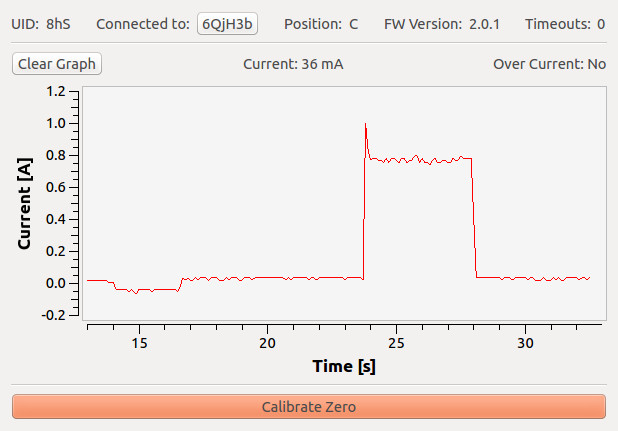 UID: 8hS Connected to: 6QjH3b Position: C FW Version: 2.0.1 Timeouts: 0
Clear Graph Current: 36 mA Over Current: No
1.2
1.0
0.8
0.6
0.4
0.2
0.0
-0.2
Current [A]
15 20 25 30
Time [s]
Calibrate Zero